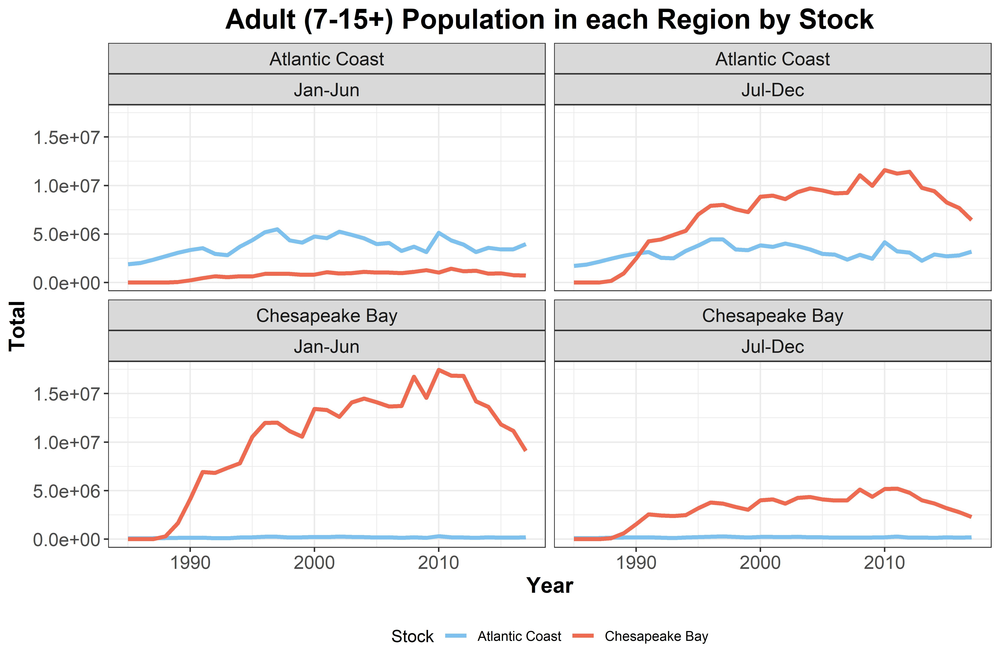 Adult (7-15+) Population in each Region by Stock
Atlantic Coast
Jan-Jun
Atlantic Coast
Jul-Dec
1.5e+07
1.0e+07
5.0e+06
0.0e+00
Total
Chesapeake Bay
Jan-Jun
Chesapeake Bay
Jul-Dec
1.5e+07
1.0e+07
5.0e+06
0.0e+00
1990 2000 2010
1990 2000 2010
Year
Stock Atlantic Coast Chesapeake Bay